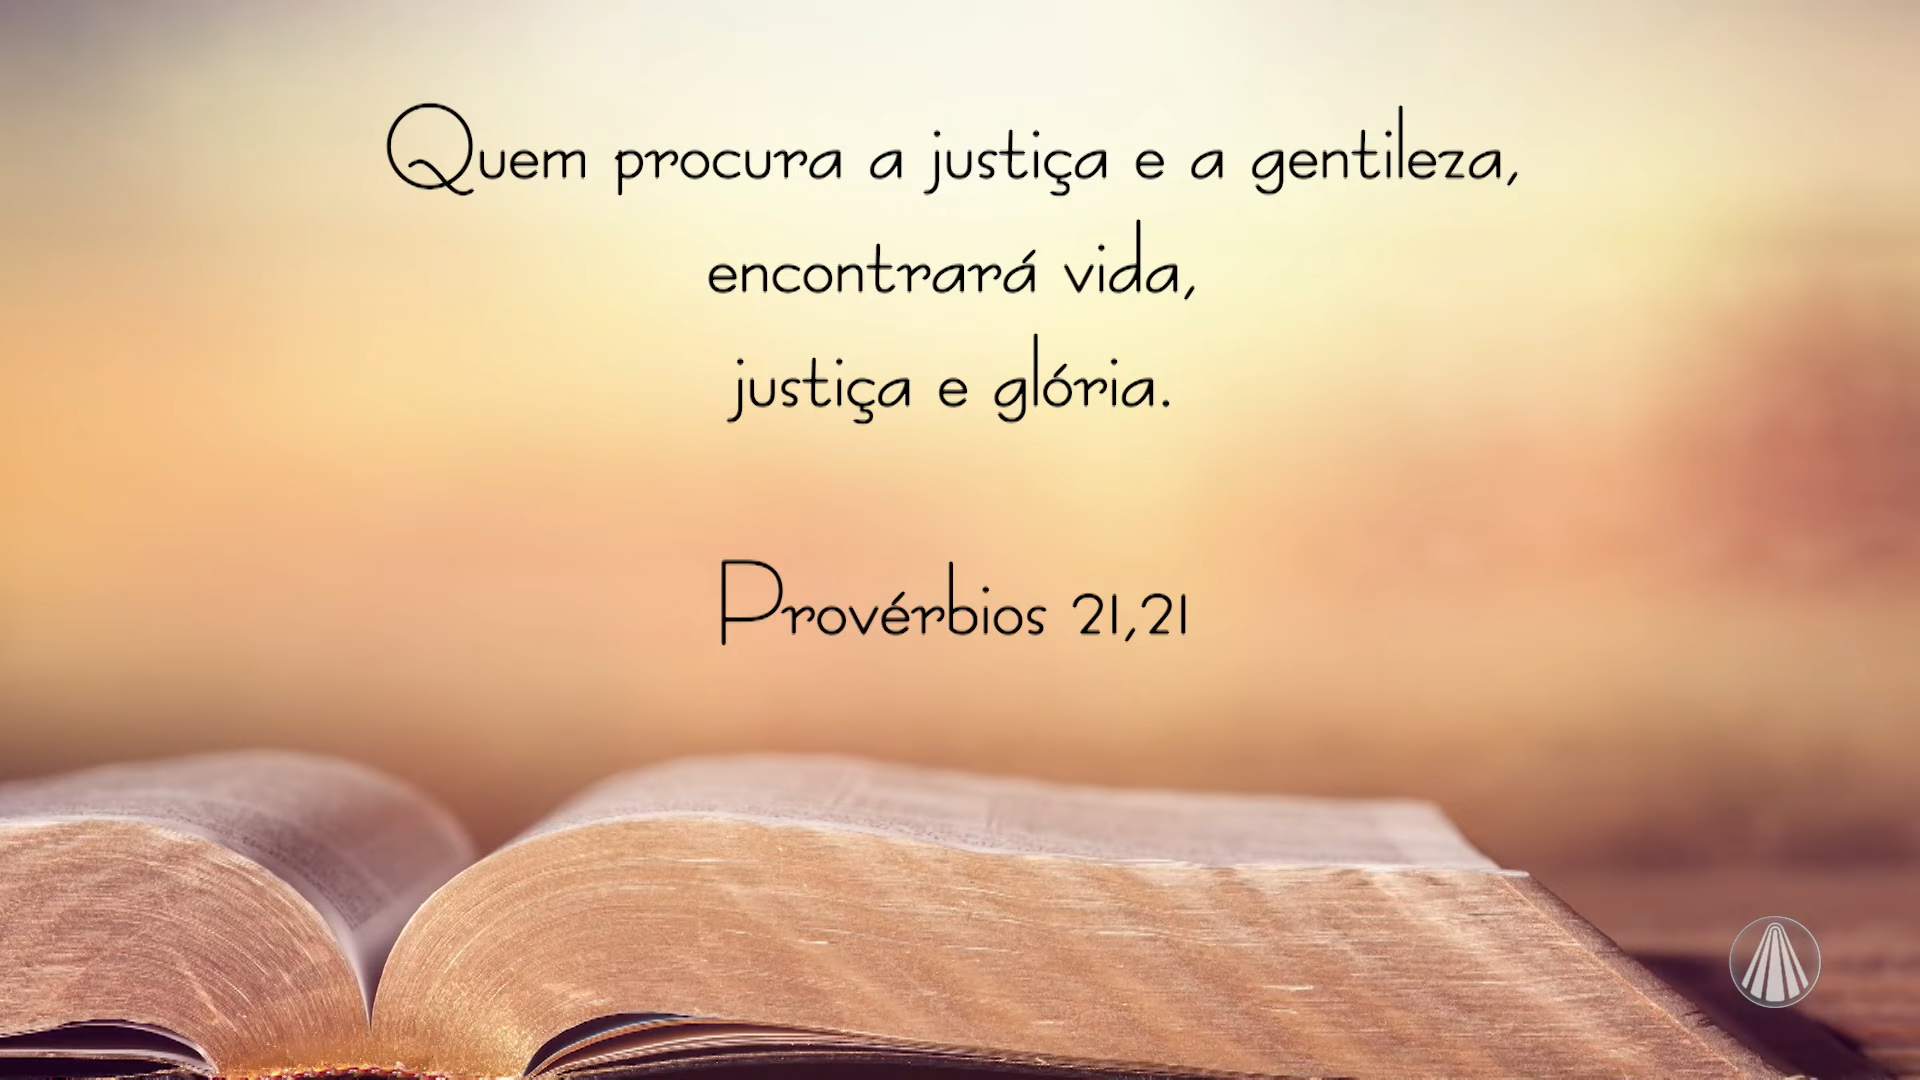 Quem procura a justiça e a gentileza,
encontrará vida,
justiça e glória.
Provérbios 21,21